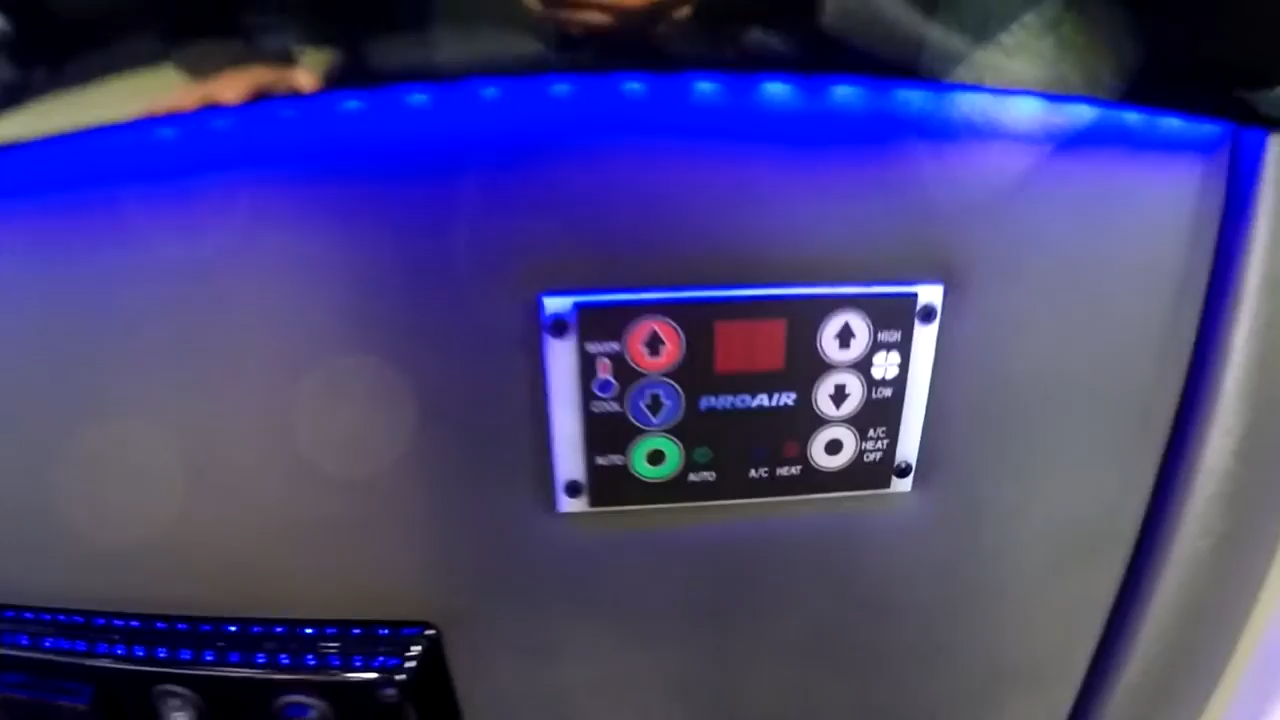 WARM
HIGH
COOL
PROAIR
LOW
AUTO
AUTO
A/C HEAT
A/C
HEAT
OFF